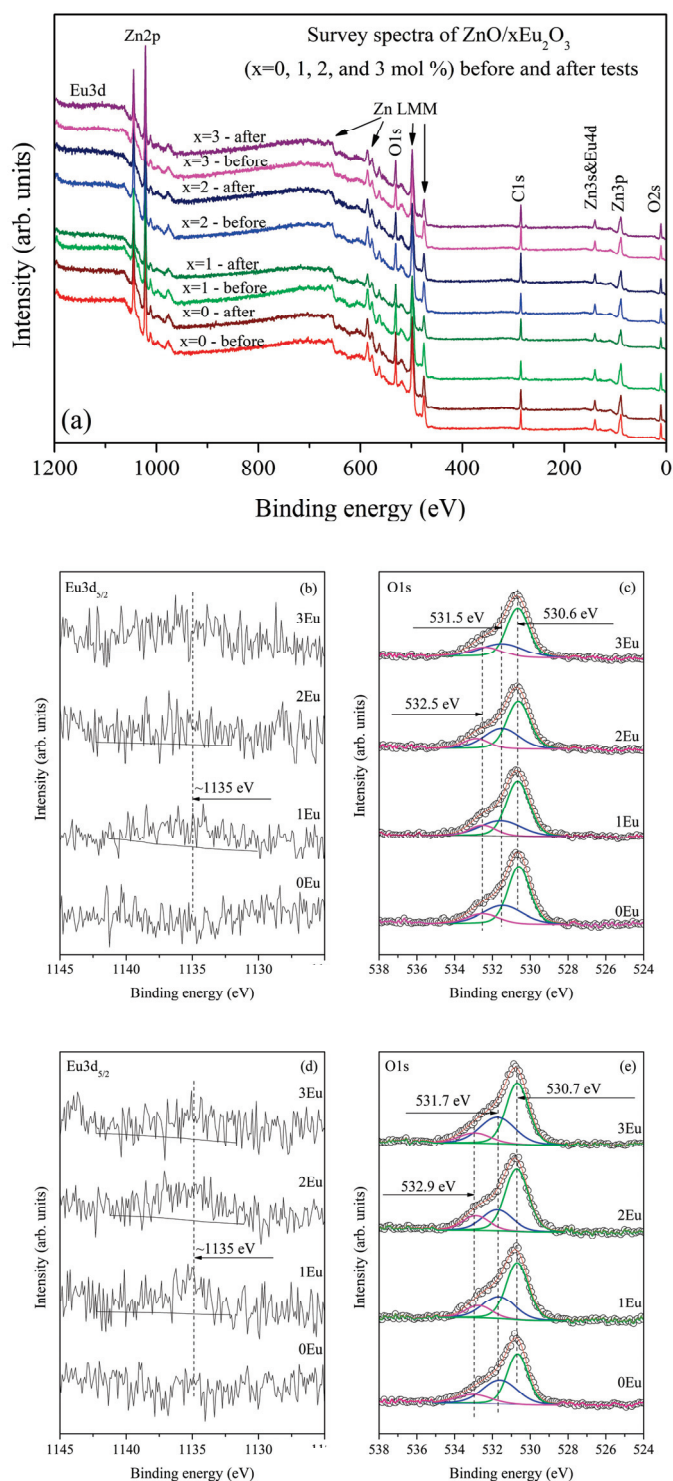 Survey spectra of ZnO/xEu₂O₃
(x=0, 1, 2, and 3 mol %) before and after tests
Zn2p
Eu3d
Zn LMM
O1s
C1s
Zn3s&Eu4d
Zn3p
O2s
x=3 - after
x=3 - before
x=2 - after
x=2 - before
x=1 - after
x=1 - before
x=0 - after
x=0 - before
(a)
Intensity (arb. units)
1200 1000 800 600 400 200 0
Binding energy (eV)
Eu3d₅/₂ (b)
3Eu
2Eu
~1135 eV
1Eu
0Eu
Intensity (arb. units)
1145 1140 1135 1130
Binding energy (eV)
O1s (c)
531.5 eV 530.6 eV
3Eu
532.5 eV
2Eu
1Eu
0Eu
Intensity (arb. units)
538 536 534 532 530 528 526 524
Binding energy (eV)
Eu3d₅/₂ (d)
3Eu
2Eu
~1135 eV
1Eu
0Eu
Intensity (arb. units)
1145 1140 1135 1130
Binding energy (eV)
O1s (e)
531.7 eV 530.7 eV
3Eu
532.9 eV
2Eu
1Eu
0Eu
Intensity (arb. units)
538 536 534 532 530 528 526 524
Binding energy (eV)